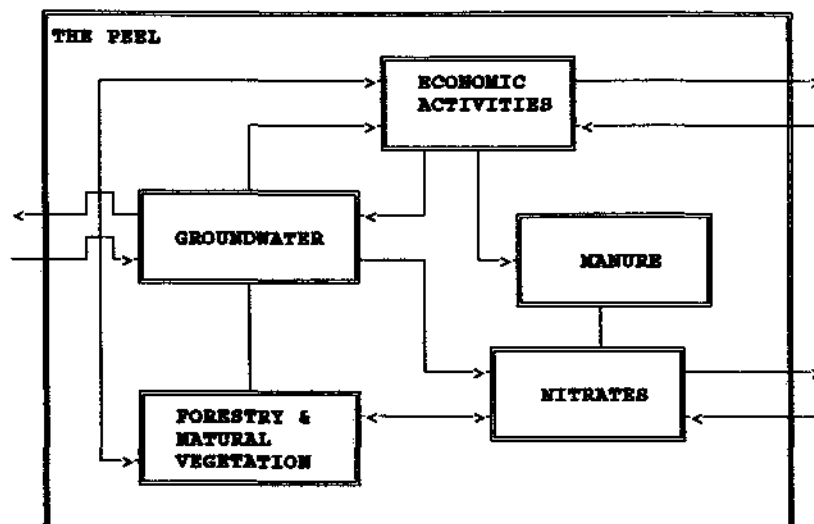 THE PEEL
ECONOMIC
ACTIVITIES
GROUNDWATER
MANURE
NITRATES
FORESTRY &
NATURAL
VEGETATION